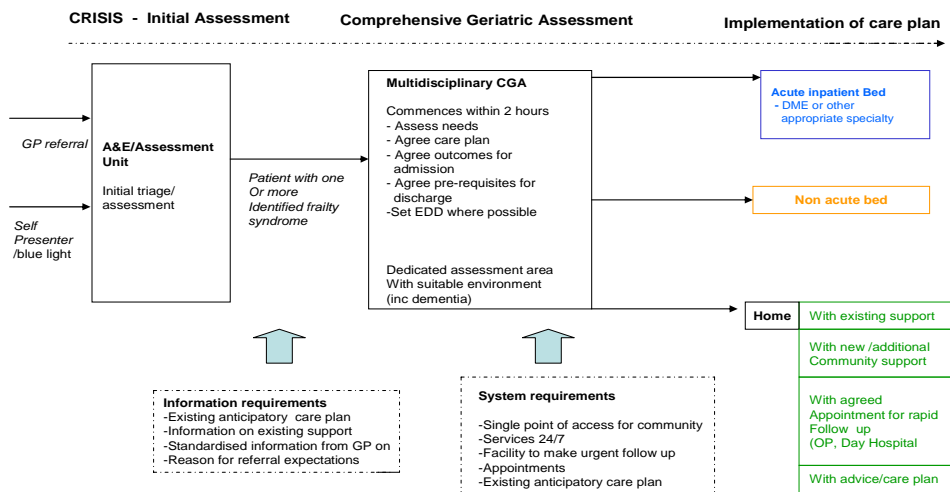 CRISIS - Initial Assessment
Comprehensive Geriatric Assessment
Implementation of care plan
GP referral
Self
Presenter
/blue light
A&E/Assessment
Unit
Initial triage/
assessment
Patient with one
Or more
Identified frailty
syndrome
Multidisciplinary CGA
Commences within 2 hours
- Assess needs
- Agree care plan
- Agree outcomes for
admission
- Agree pre-requisites for
discharge
-Set EDD where possible
Dedicated assessment area
With suitable environment
(inc dementia)
Acute inpatient Bed
- DME or other
appropriate specialty
Non acute bed
Home
With existing support
With new /additional
Community support
With agreed
Appointment for rapid
Follow up
(OP, Day Hospital
With advice/care plan
Information requirements
-Existing anticipatory care plan
-Information on existing support
-Standardised information from GP on
-Reason for referral expectations
System requirements
-Single point of access for community
-Services 24/7
-Facility to make urgent follow up
-Appointments
-Existing anticipatory care plan